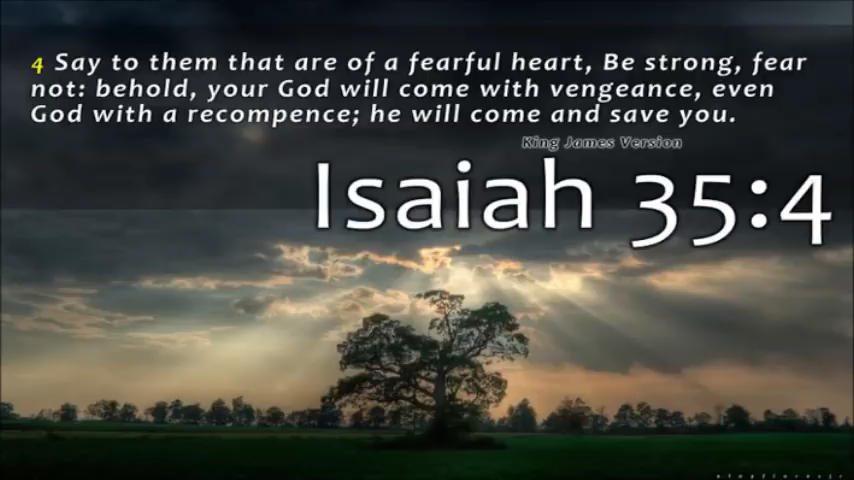 4 Say to them that are of a fearful heart, Be strong, fear
not: behold, your God will come with vengeance, even
God with a recompence; he will come and save you.
King James Version
Isaiah 35:4